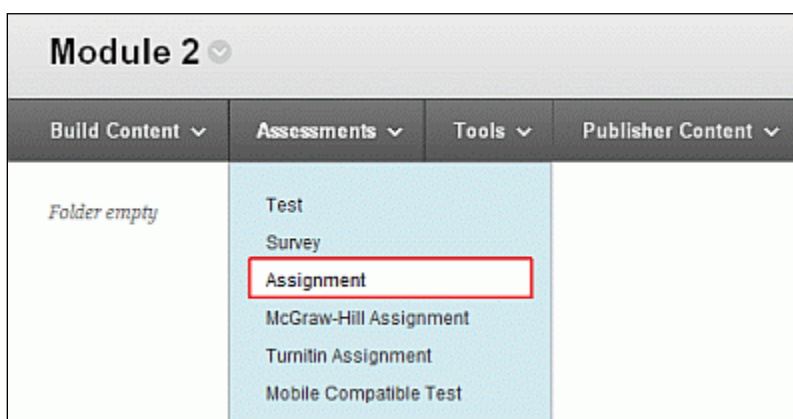 Module 2
Build Content Assessments Tools Publisher Content
Folder empty
Test
Survey
Assignment
McGraw-Hill Assignment
Turnitin Assignment
Mobile Compatible Test